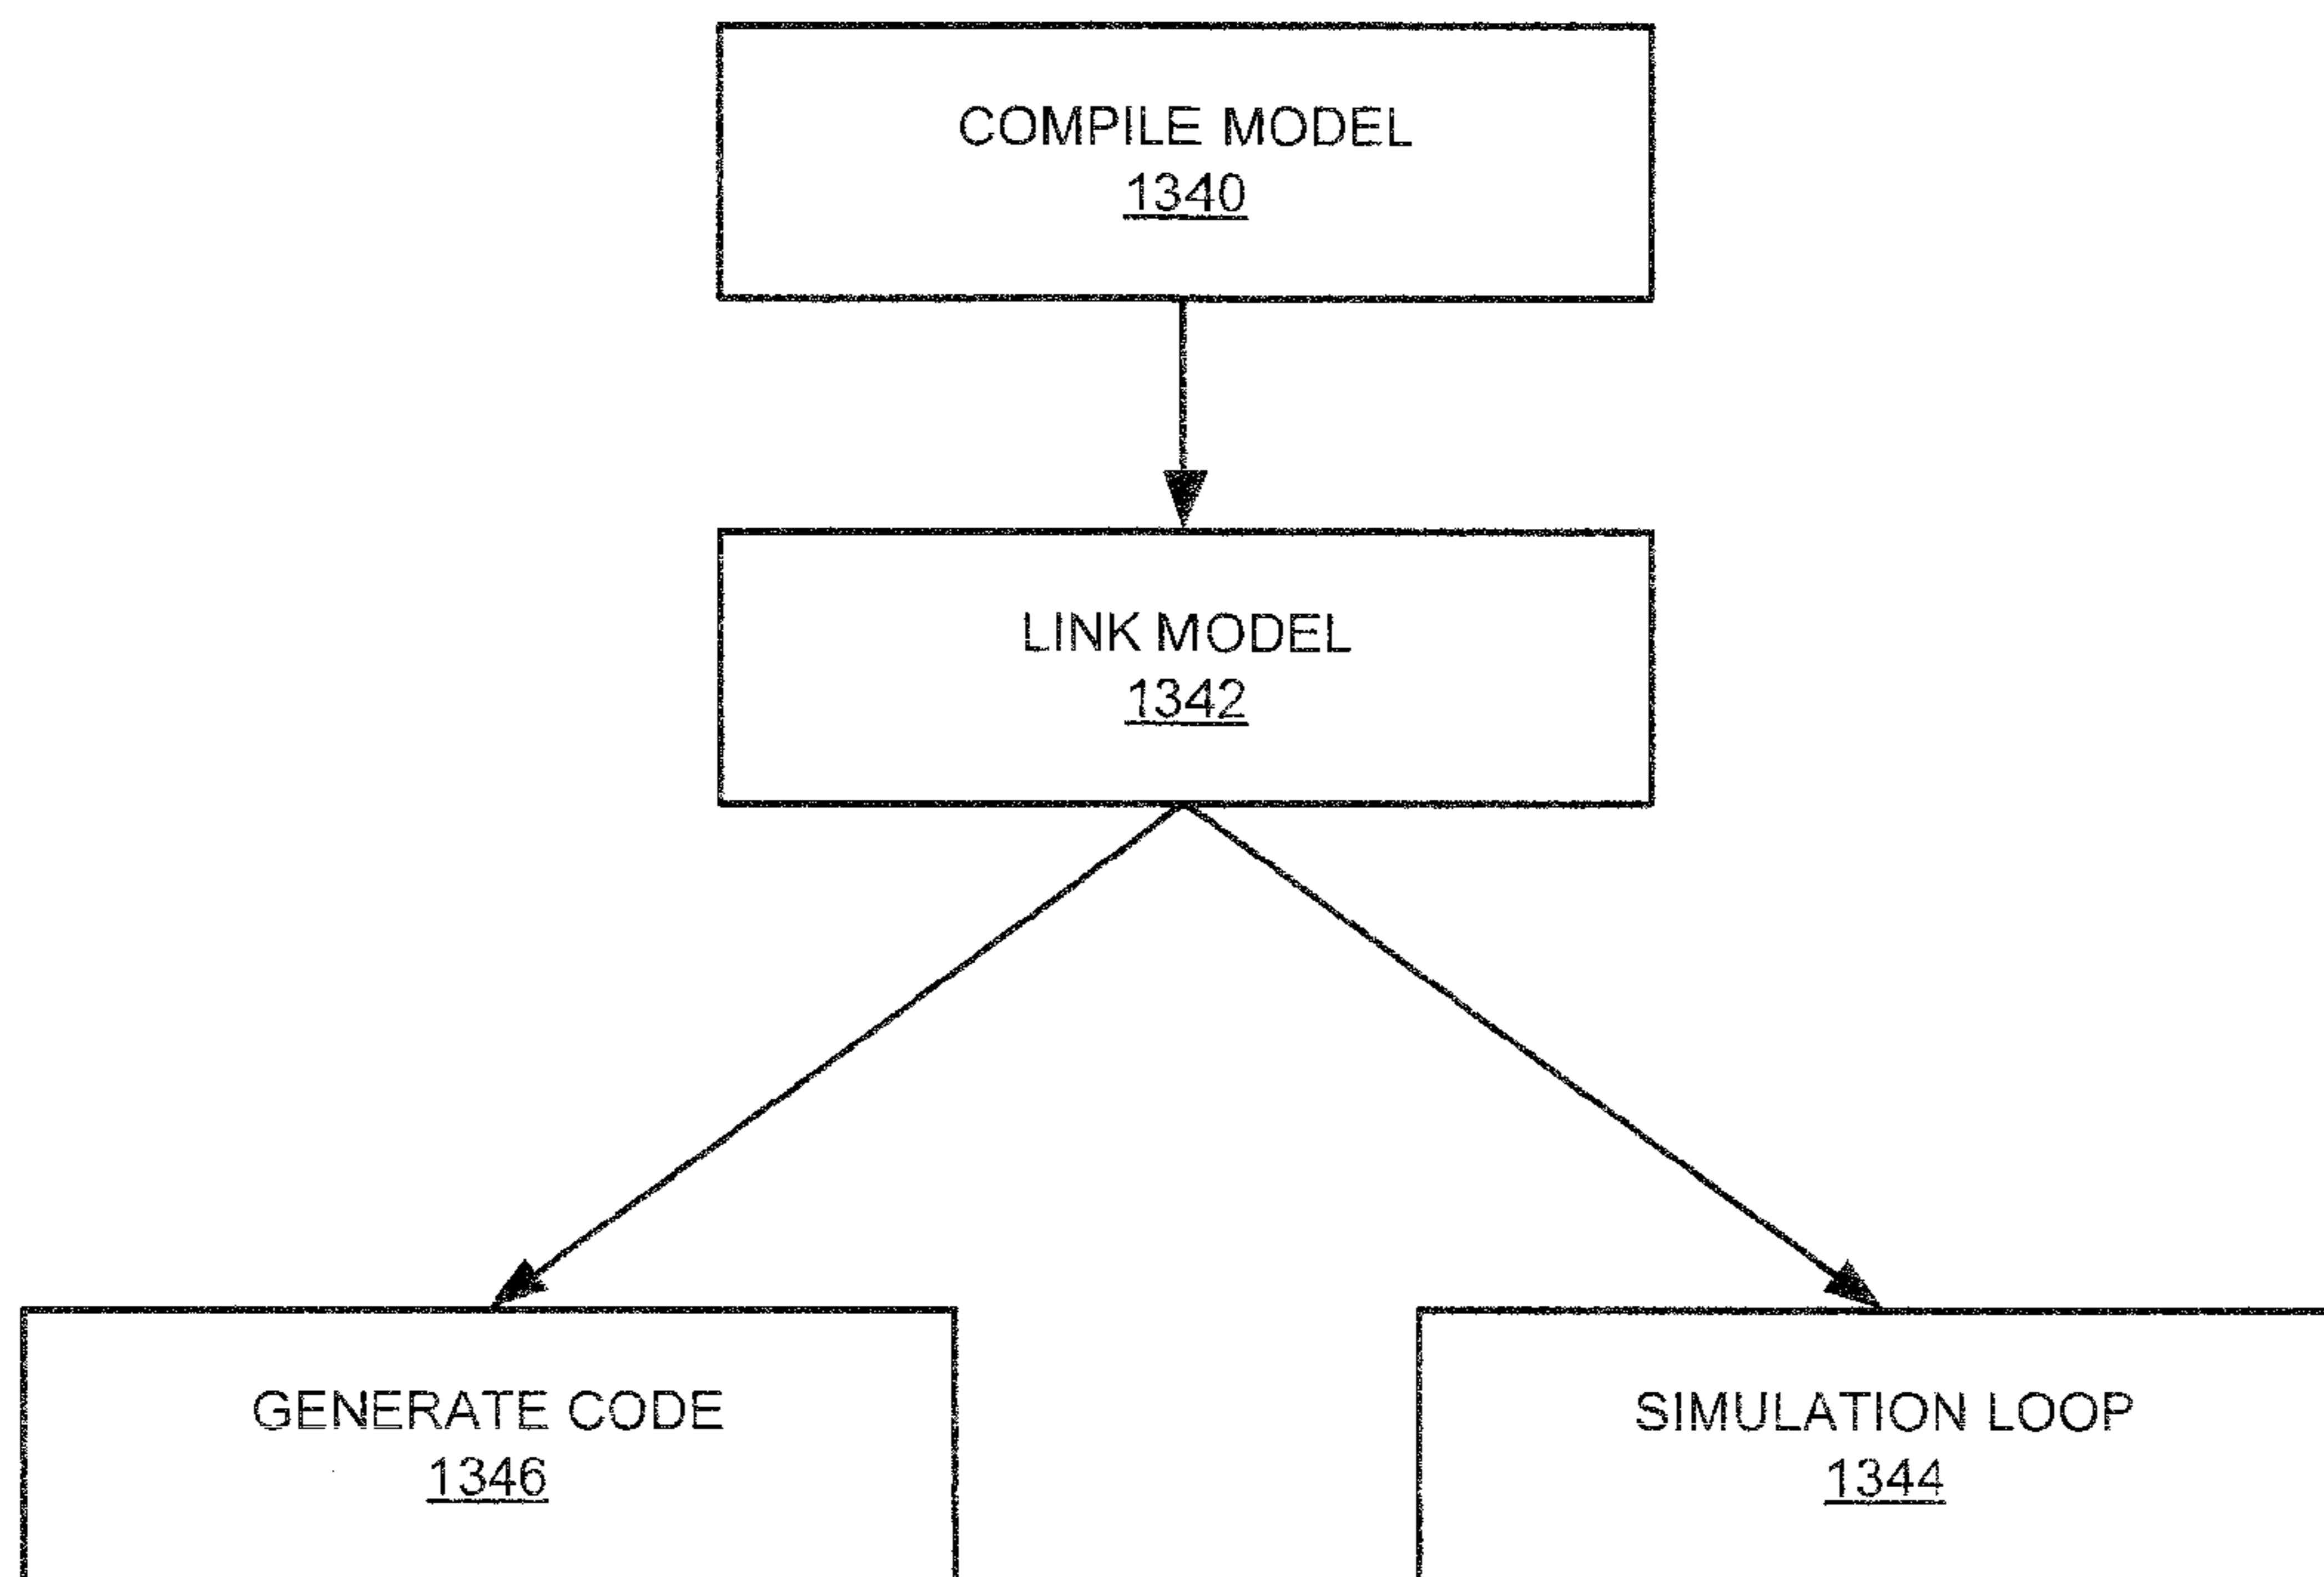 COMPILE MODEL
1340
LINK MODEL
1342
GENERATE CODE
1346
SIMULATION LOOP
1344